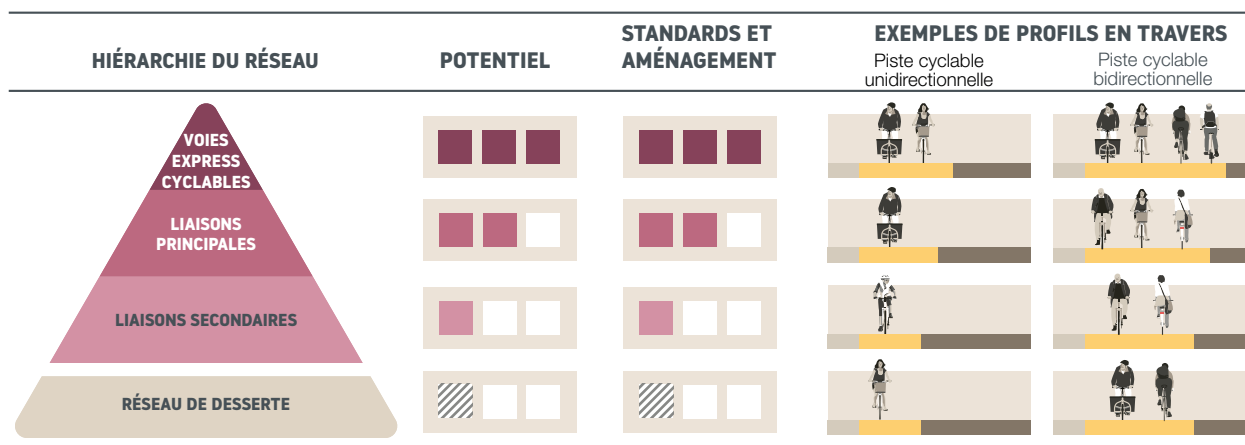 HIÉRARCHIE DU RÉSEAU
POTENTIEL
STANDARDS ET
AMÉNAGEMENT
EXEMPLES DE PROFILS EN TRAVERS
Piste cyclable
unidirectionnelle
Piste cyclable
bidirectionnelle
VOIES
EXPRESS
CYCLABLES
LIAISONS
PRINCIPALES
LIAISONS SECONDAIRES
RÉSEAU DE DESSERTE